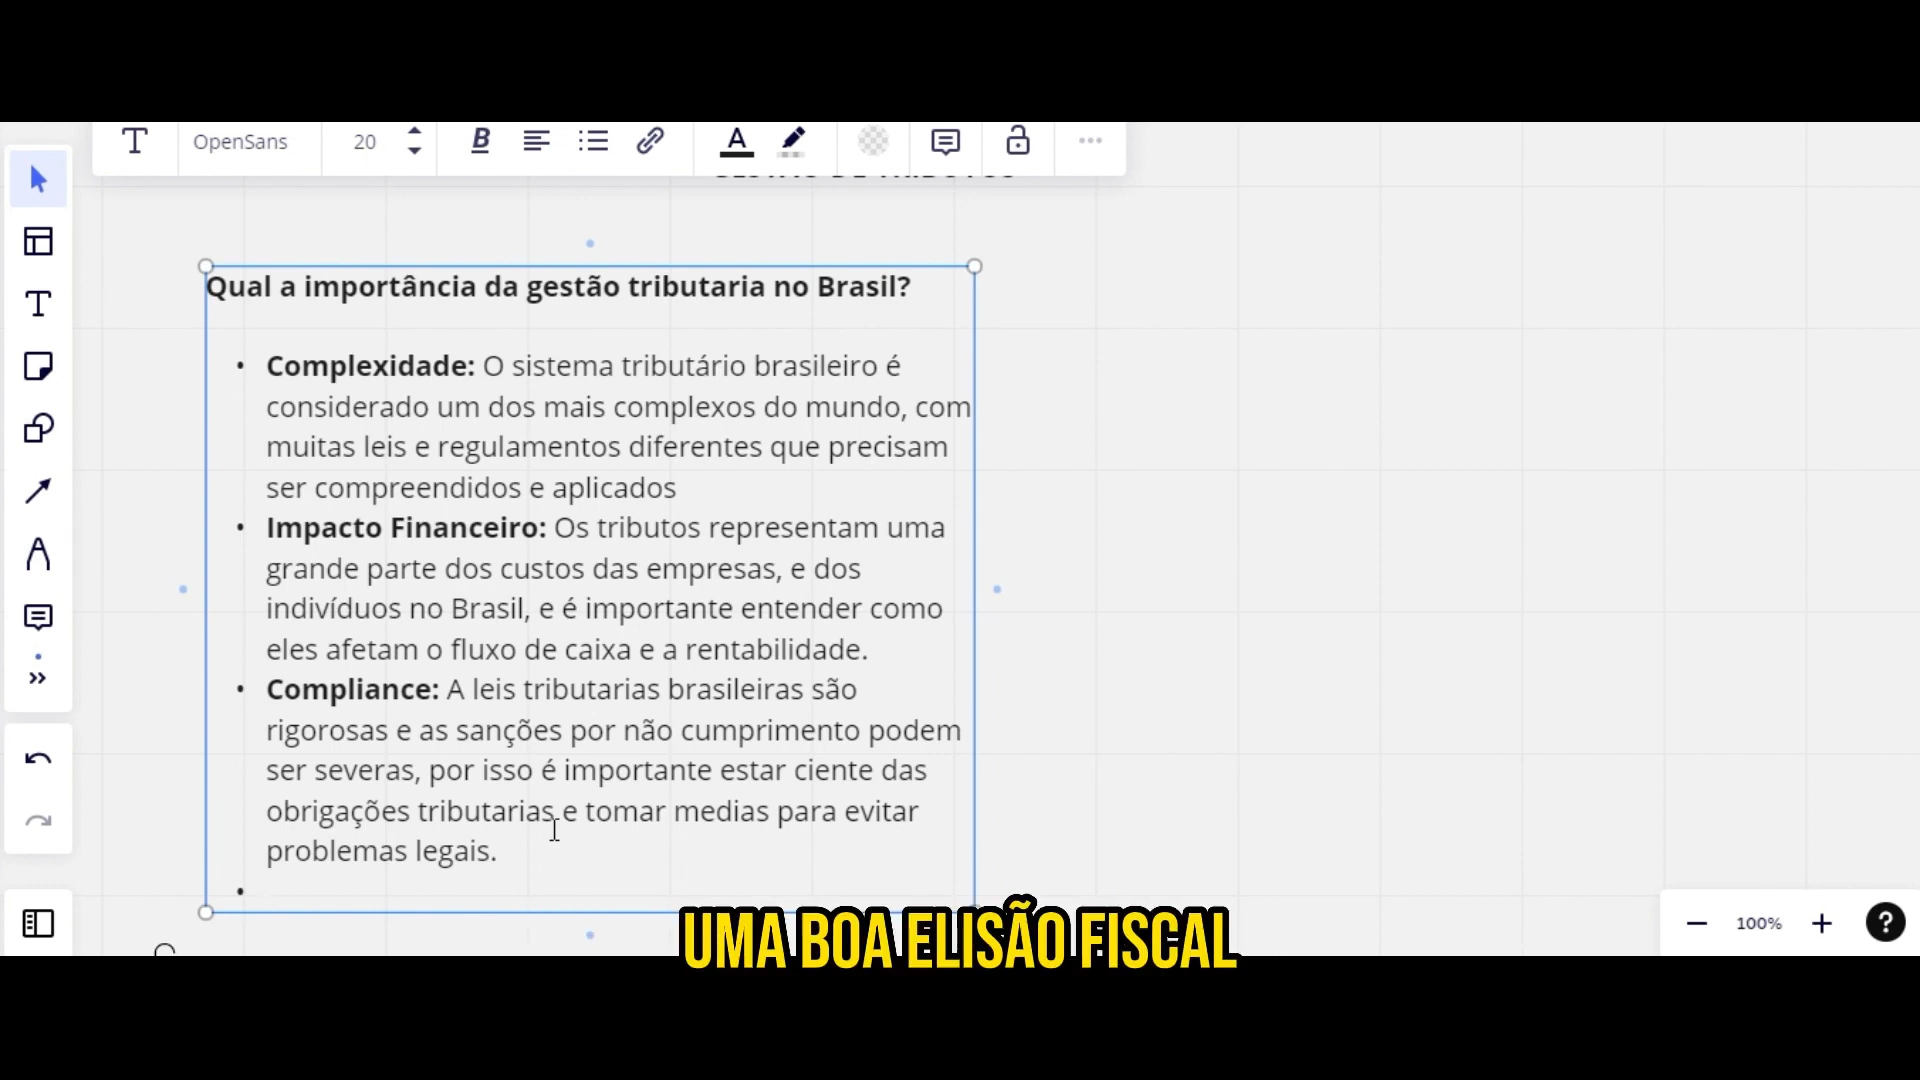 OpenSans
20
B
A
GESTÃO DE TRIBUTOS
Qual a importância da gestão tributaria no Brasil?
• Complexidade: O sistema tributário brasileiro é
considerado um dos mais complexos do mundo, com
muitas leis e regulamentos diferentes que precisam
ser compreendidos e aplicados
• Impacto Financeiro: Os tributos representam uma
grande parte dos custos das empresas, e dos
indivíduos no Brasil, e é importante entender como
eles afetam o fluxo de caixa e a rentabilidade.
• Compliance: A leis tributarias brasileiras são
rigorosas e as sanções por não cumprimento podem
ser severas, por isso é importante estar ciente das
obrigações tributarias e tomar medias para evitar
problemas legais.
•
UMA BOA ELISÃO FISCAL
100%